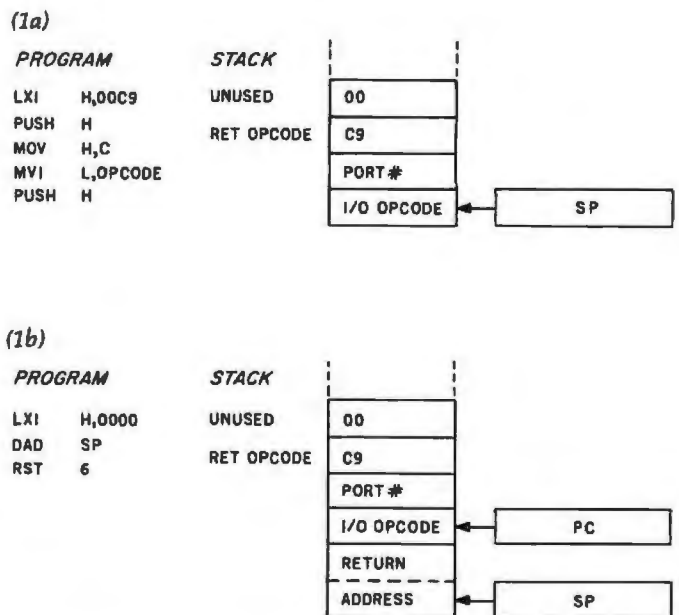 (1a)
PROGRAM STACK
LXI H,00C9 UNUSED 00
PUSH H RET OPCODE C9
MOV H,C
MVI L,OPCODE PORT #
PUSH H I/O OPCODE SP
(1b)
PROGRAM STACK
LXI H,0000 UNUSED 00
DAD SP RET OPCODE C9
RST 6
PORT #
I/O OPCODE PC
RETURN
ADDRESS SP